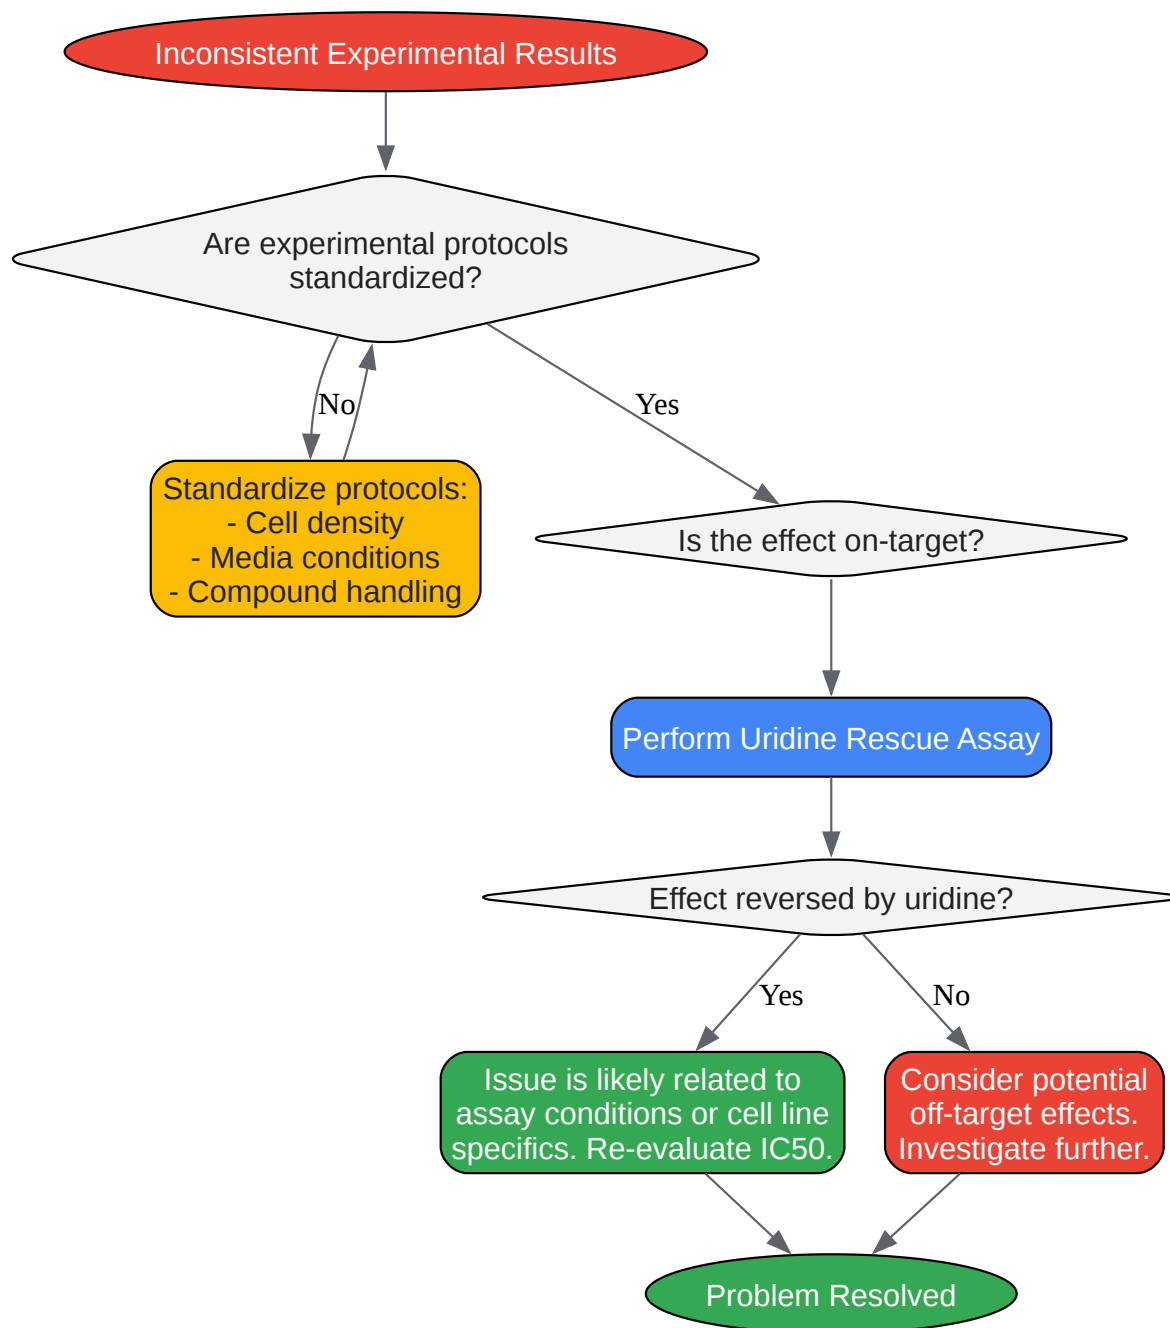 Inconsistent Experimental Results
Are experimental protocols
standardized?
No
Yes
Standardize protocols:
- Cell density
- Media conditions
- Compound handling
Is the effect on-target?
Perform Uridine Rescue Assay
Effect reversed by uridine?
Yes
No
Issue is likely related to
assay conditions or cell line
specifics. Re-evaluate IC50.
Consider potential
off-target effects.
Investigate further.
Problem Resolved